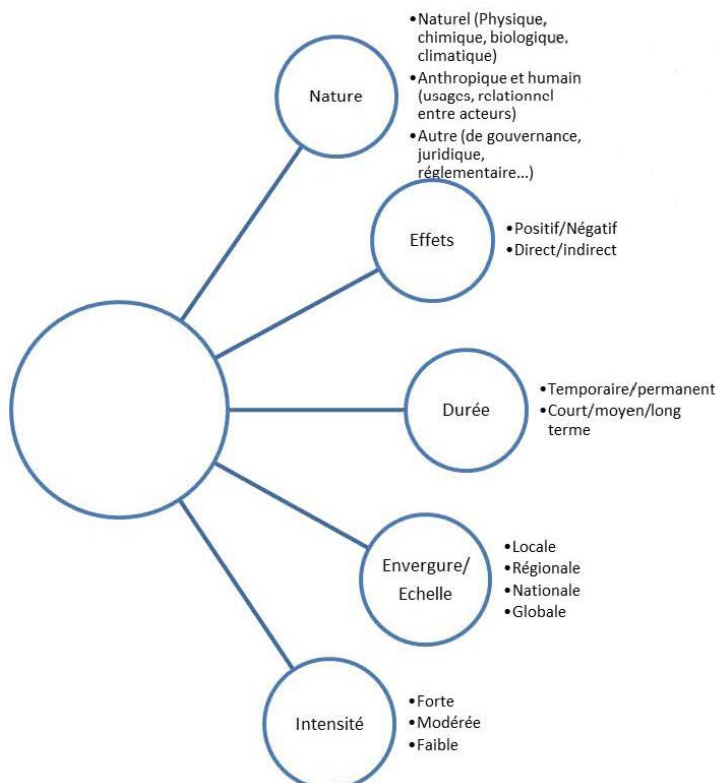 Nature
•Naturel (Physique,
chimique, biologique,
climatique)
•Anthropique et humain
(usages, relationnel
entre acteurs)
•Autre (de gouvernance,
juridique,
réglementaire...)
Effets
•Positif/Négatif
•Direct/indirect
Durée
•Temporaire/permanent
•Court/moyen/long
terme
Envergure/
Echelle
•Locale
•Régionale
•Nationale
•Globale
Intensité
•Forte
•Modérée
•Faible